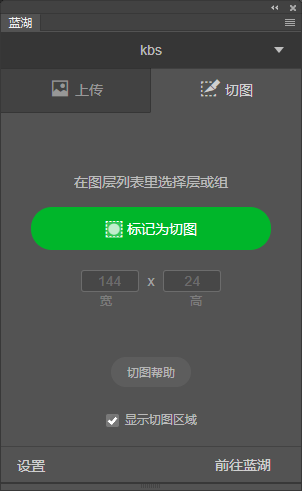 蓝湖
kbs
上传
切图
在图层列表里选择层或组
标记为切图
144 x 24
宽 高
切图帮助
显示切图区域
设置 前往蓝湖